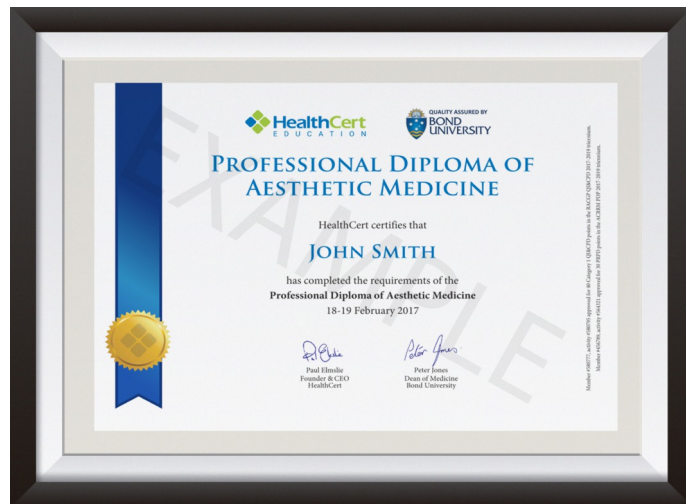 HealthCert
EDUCATION
QUALITY ASSURED BY
BOND
UNIVERSITY
PROFESSIONAL DIPLOMA OF
AESTHETIC MEDICINE
HealthCert certifies that
JOHN SMITH
has completed the requirements of the
Professional Diploma of Aesthetic Medicine
18-19 February 2017
Paul Elmslie
Founder & CEO
HealthCert
Peter Jones
Dean of Medicine
Bond University
EXAMPLE